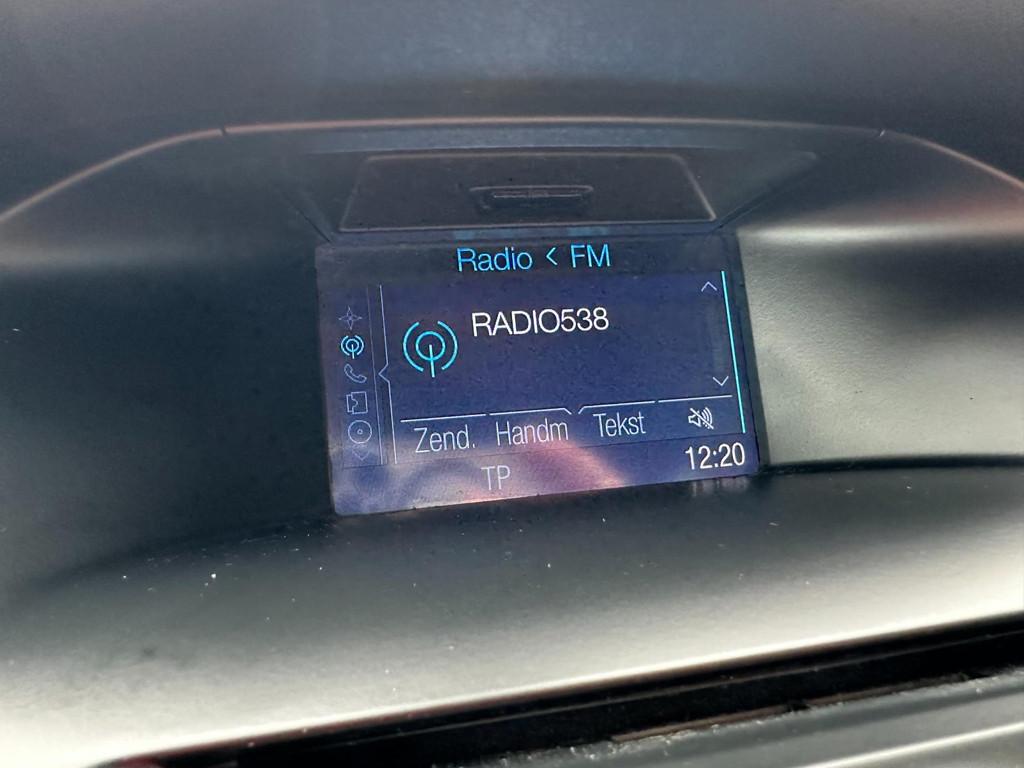 Radio < FM
RADIO538
Zend. Handm Tekst
TP 12:20